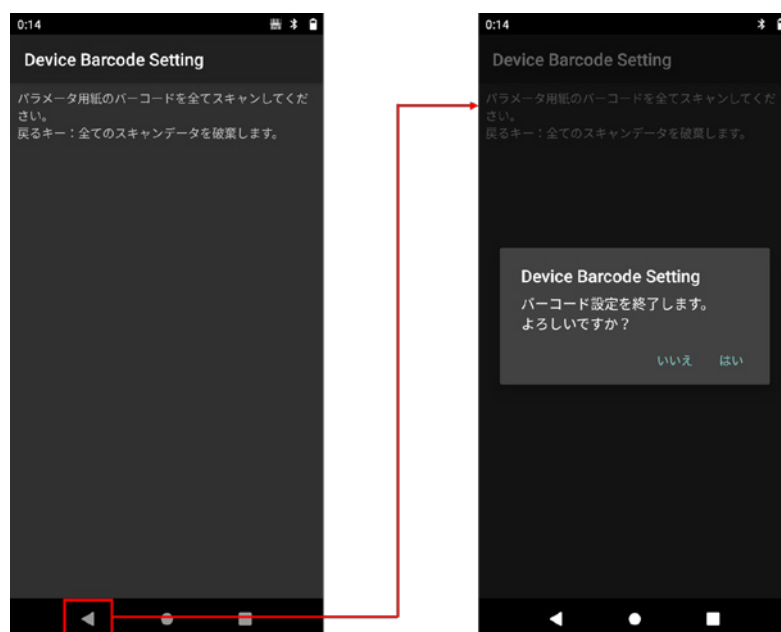 0:14
Device Barcode Setting
パラメータ用紙のバーコードを全てスキャンしてくだ
さい。
戻るキー：全てのスキャンデータを破棄します。
0:14
Device Barcode Setting
パラメータ用紙のバーコードを全てスキャンしてくだ
さい。
戻るキー：全てのスキャンデータを破棄します。
Device Barcode Setting
バーコード設定を終了します。
よろしいですか？
いいえ はい